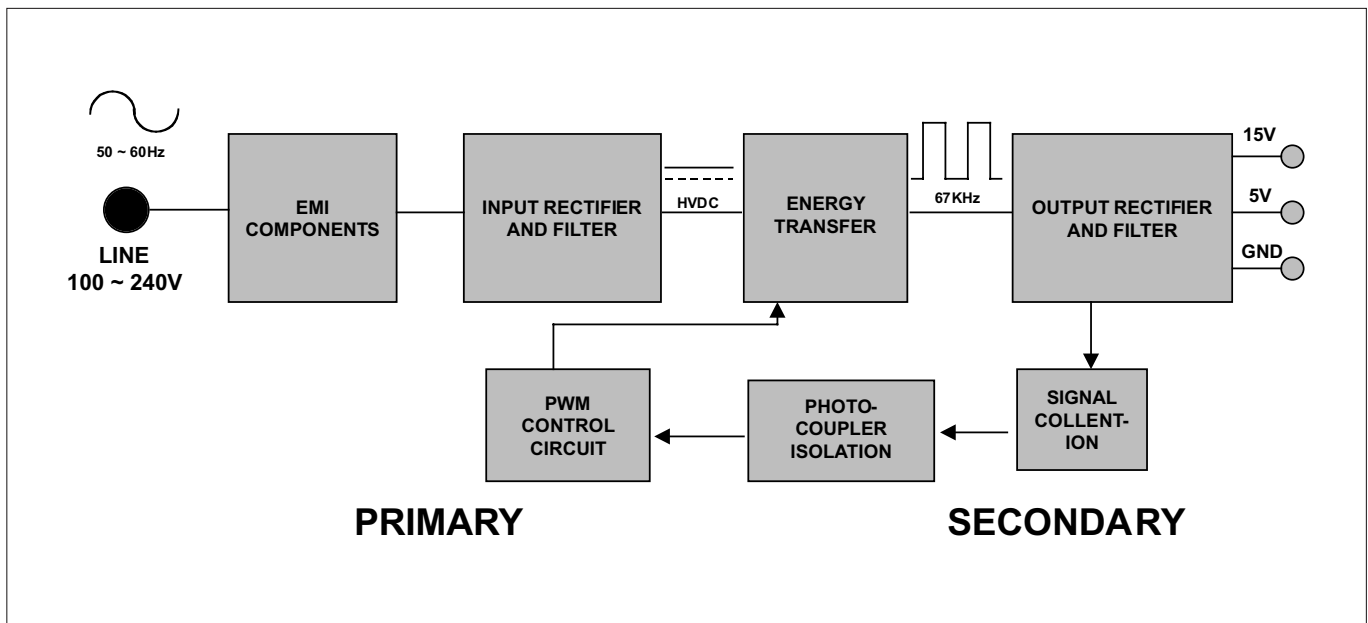 50 ~ 60Hz
LINE
100 ~ 240V
EMI
COMPONENTS
INPUT RECTIFIER
AND FILTER
HVDC
ENERGY
TRANSFER
67KHz
OUTPUT RECTIFIER
AND FILTER
15V
5V
GND
PWM
CONTROL
CIRCUIT
PHOTO-
COUPLER
ISOLATION
SIGNAL
COLLENT-
ION
PRIMARY
SECONDARY